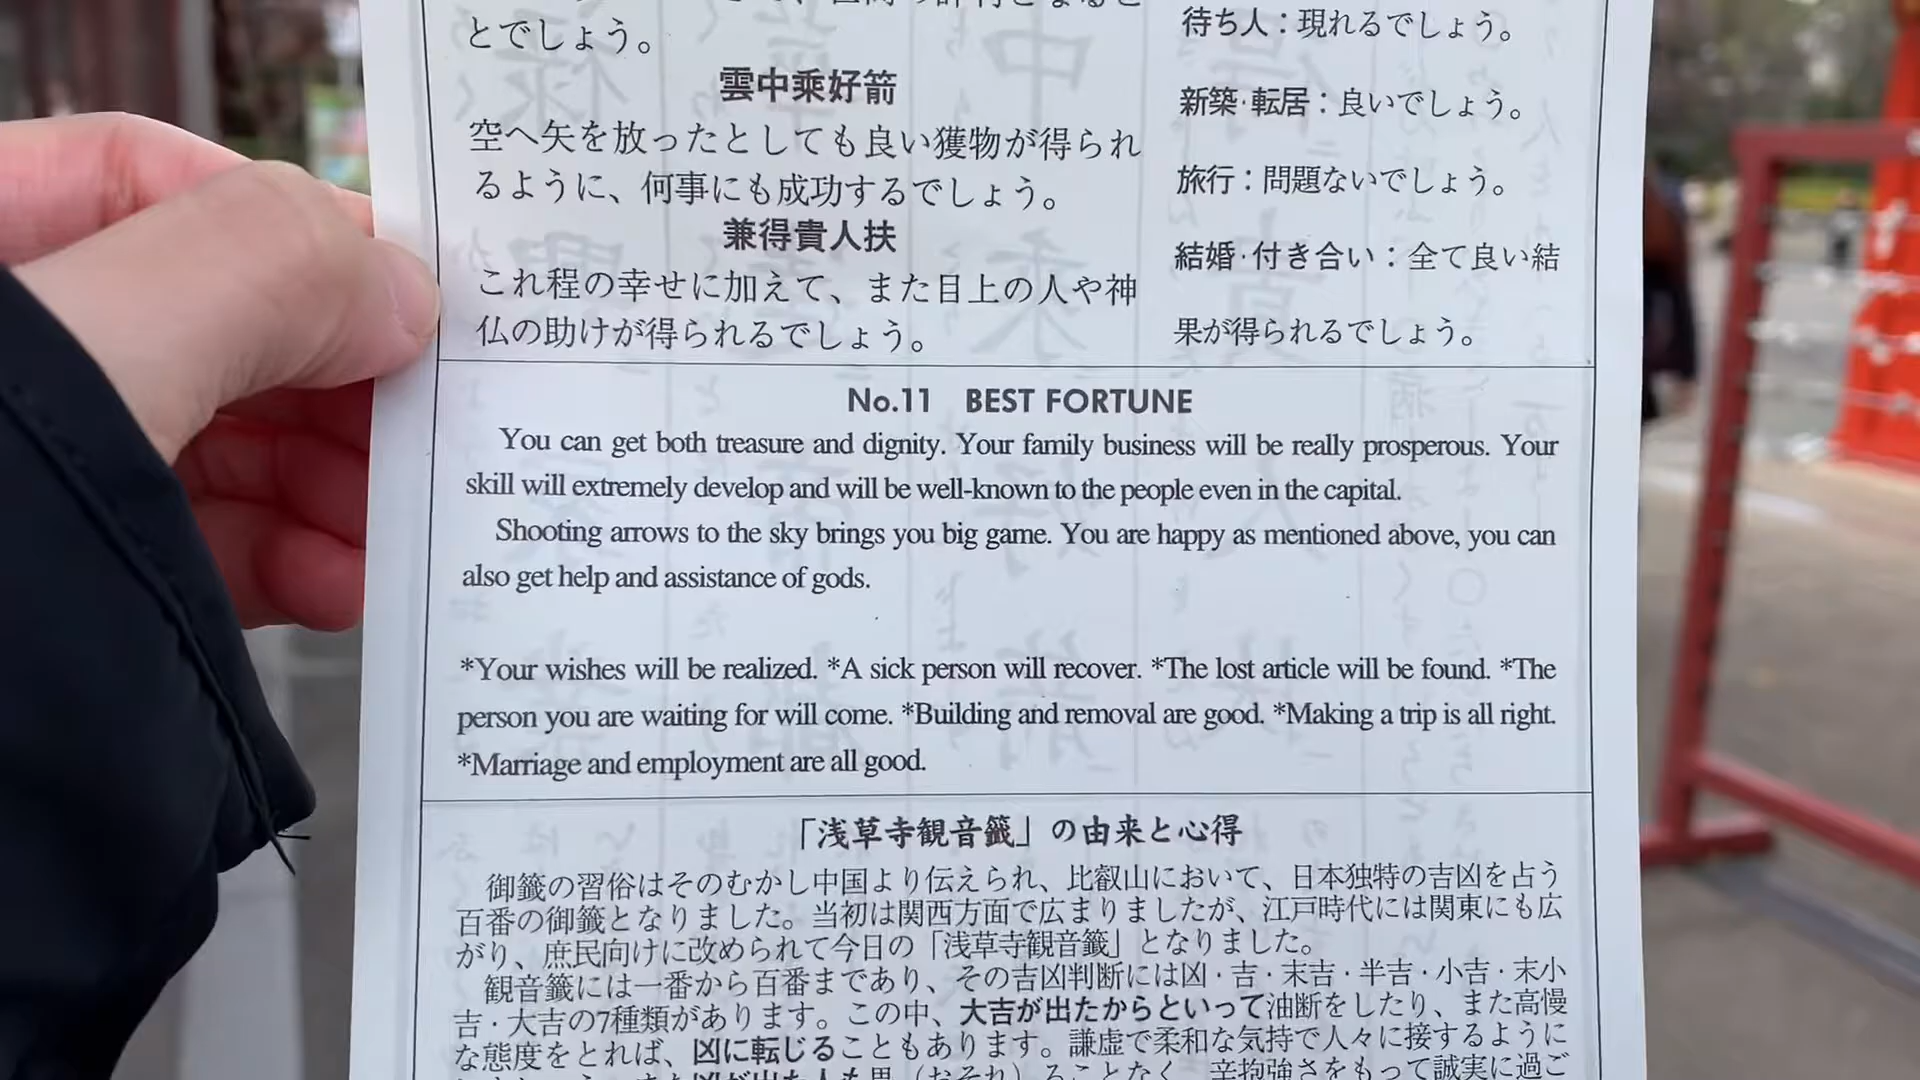 とでしょう。
雲中乗好箭
空へ矢を放ったとしても良い獲物が得られ
るように、何事にも成功するでしょう。
兼得貴人扶
これ程の幸せに加えて、また目上の人や神
仏の助けが得られるでしょう。
待ち人：現れるでしょう。
新築·転居：良いでしょう。
旅行：問題ないでしょう。
結婚·付き合い：全て良い結
果が得られるでしょう。
No.11 BEST FORTUNE
You can get both treasure and dignity. Your family business will be really prosperous. Your
skill will extremely develop and will be well-known to the people even in the capital.
Shooting arrows to the sky brings you big game. You are happy as mentioned above, you can
also get help and assistance of gods.
*Your wishes will be realized. *A sick person will recover. *The lost article will be found. *The
person you are waiting for will come. *Building and removal are good. *Making a trip is all right.
*Marriage and employment are all good.
「浅草寺観音籤」の由来と心得
御籤の習俗はそのむかし中国より伝えられ、比叡山において、日本独特の吉凶を占う
百番の御籤となりました。当初は関西方面で広まりましたが、江戸時代には関東にも広
がり、庶民向けに改められて今日の「浅草寺観音籤」となりました。
観音籤には一番から百番まであり、その吉凶判断には凶·吉·末吉·半吉·小吉·末小
吉·大吉の7種類があります。この中、大吉が出たからといって油断をしたり、また高慢
な態度をとれば、凶に転じることもあります。謙虚で柔和な気持で人々に接するように